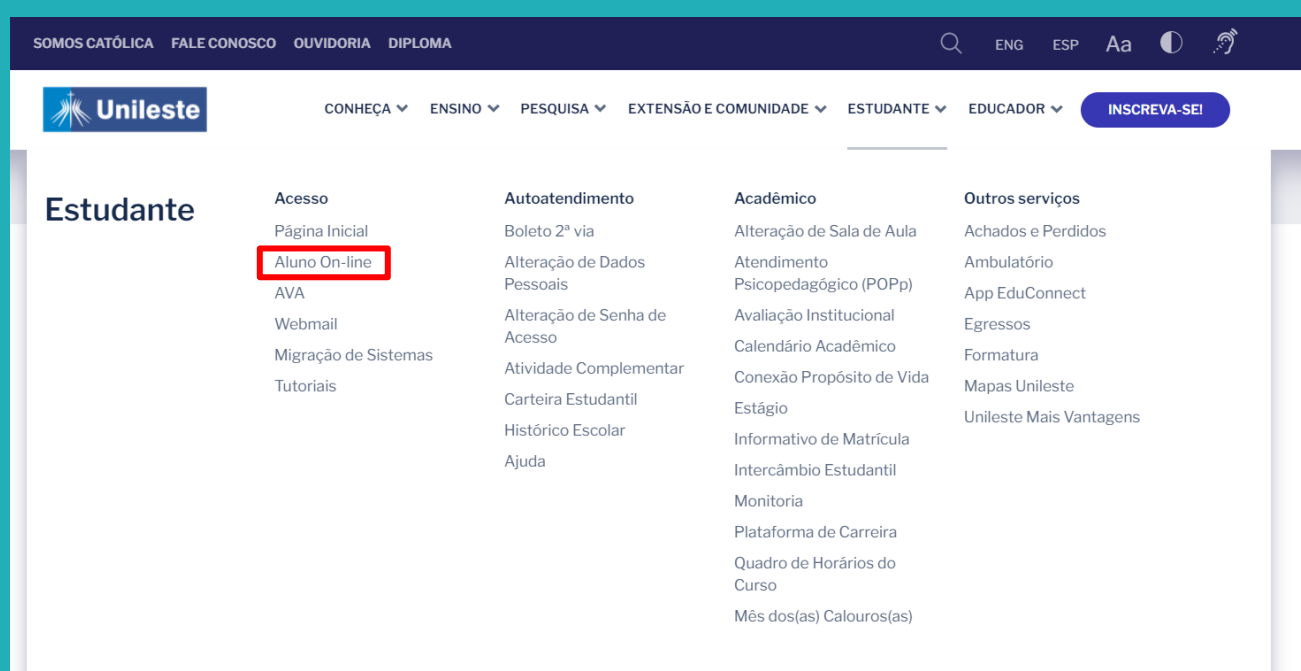 SOMOS CATÓLICA FALE CONOSCO OUVIDORIA DIPLOMA ENG ESP Aa
Unileste CONHEÇA ENSINO PESQUISA EXTENSÃO E COMUNIDADE ESTUDANTE EDUCADOR INSCREVA-SE!
Estudante
Acesso
Página Inicial
Aluno On-line
AVA
Webmail
Migração de Sistemas
Tutoriais
Autoatendimento
Boleto 2ª via
Alteração de Dados
Pessoais
Alteração de Senha de
Acesso
Atividade Complementar
Carteira Estudantil
Histórico Escolar
Ajuda
Acadêmico
Alteração de Sala de Aula
Atendimento
Psicopedagógico (POPp)
Avaliação Institucional
Calendário Acadêmico
Conexão Propósito de Vida
Estágio
Informativo de Matrícula
Intercâmbio Estudantil
Monitoria
Plataforma de Carreira
Quadro de Horários do
Curso
Mês dos(as) Calouros(as)
Outros serviços
Achados e Perdidos
Ambulatório
App EduConnect
Egressos
Formatura
Mapas Unileste
Unileste Mais Vantagens